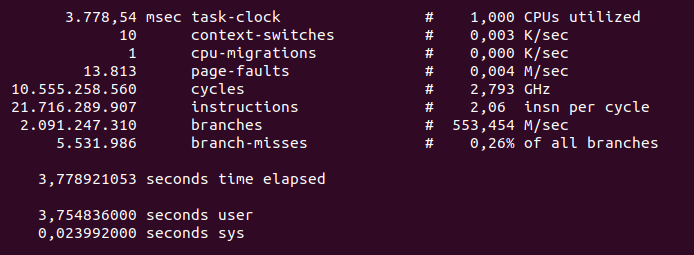 3.778,54 msec task-clock # 1,000 CPUs utilized
10 context-switches # 0,003 K/sec
1 cpu-migrations # 0,000 K/sec
13.813 page-faults # 0,004 M/sec
10.555.258.560 cycles # 2,793 GHz
21.716.289.907 instructions # 2,06 insn per cycle
2.091.247.310 branches # 553,454 M/sec
5.531.986 branch-misses # 0,26% of all branches
3,778921053 seconds time elapsed
3,754836000 seconds user
0,023992000 seconds sys